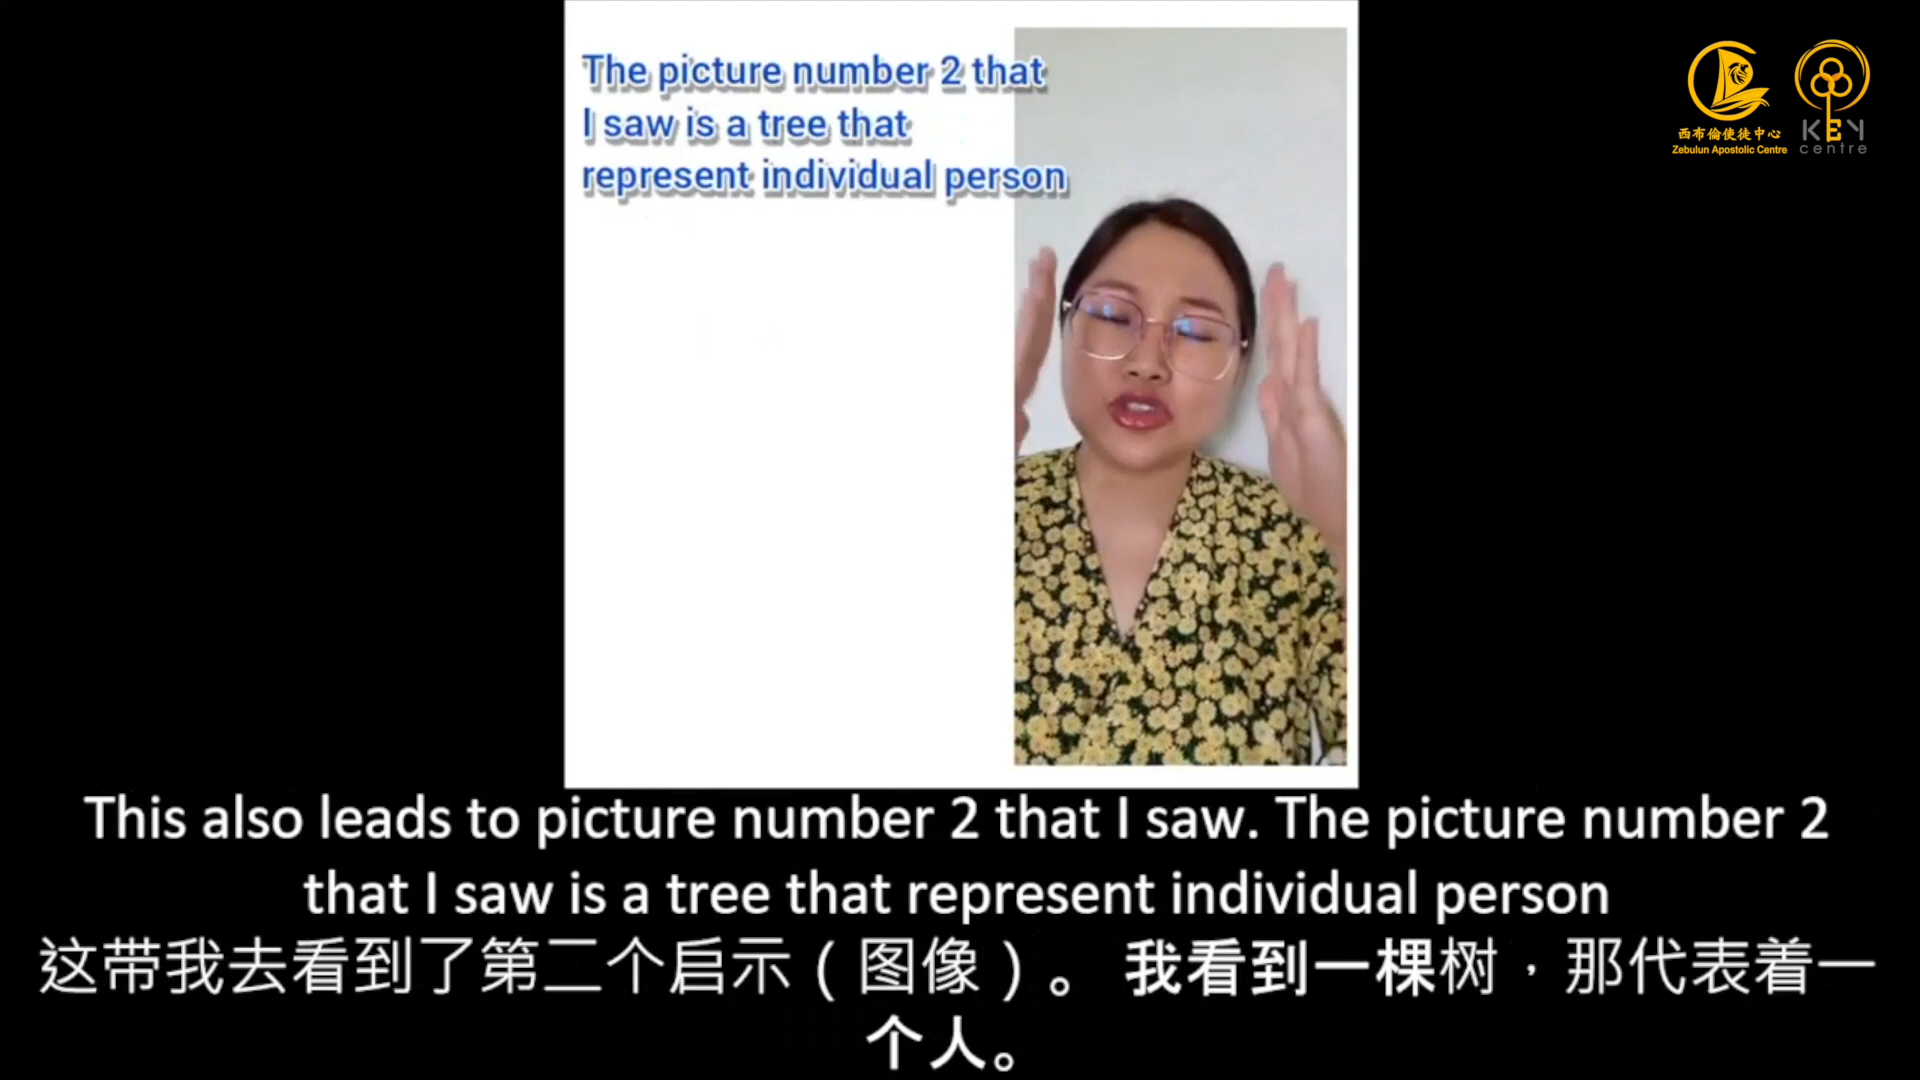 The picture number 2 that
I saw is a tree that
represent individual person
西布倫使徒中心
Zebulun Apostolic Centre
KEY
centre
This also leads to picture number 2 that I saw. The picture number 2
that I saw is a tree that represent individual person
这带我去看到了第二个启示（图像）。 我看到一棵树，那代表着一
个人。